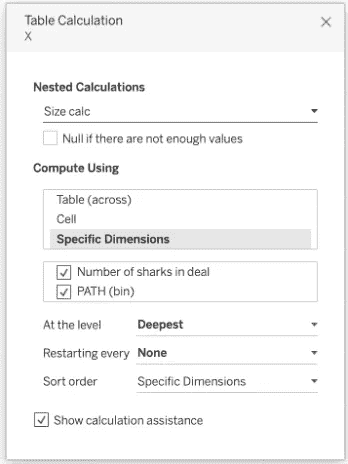 Table Calculation
X
Nested Calculations
Size calc
Null if there are not enough values
Compute Using
Table (across)
Cell
Specific Dimensions
Number of sharks in deal
PATH (bin)
At the level Deepest
Restarting every None
Sort order Specific Dimensions
Show calculation assistance